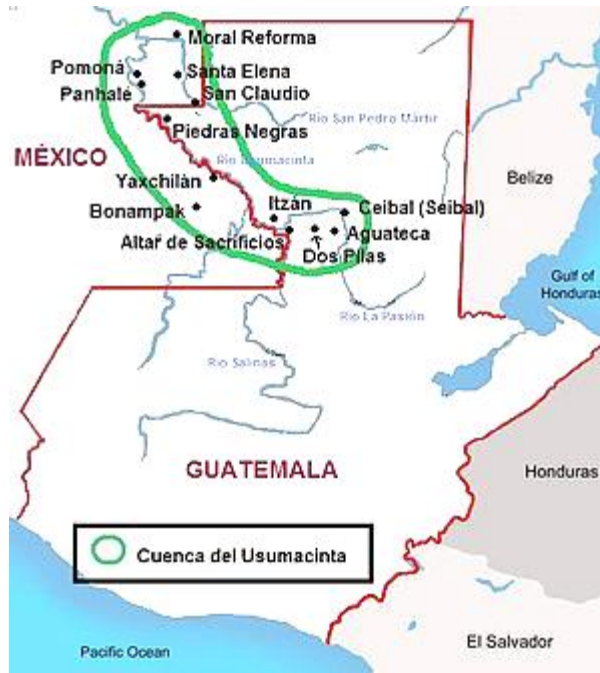 Moral Reforma
Pomoná
Santa Elena
Panhalé
San Claudio
Río San Pedro Mártir
Piedras Negras
MÉXICO
Río Usumacinta
Yaxchilán
Belize
Itzán
Ceibal (Seibal)
Bonampak
Altar de Sacrificios
Aguateca
Dos Pilas
Gulf of
Honduras
Río La Pasión
Río Salinas
GUATEMALA
Honduras
Cuenca del Usumacinta
El Salvador
Pacific Ocean